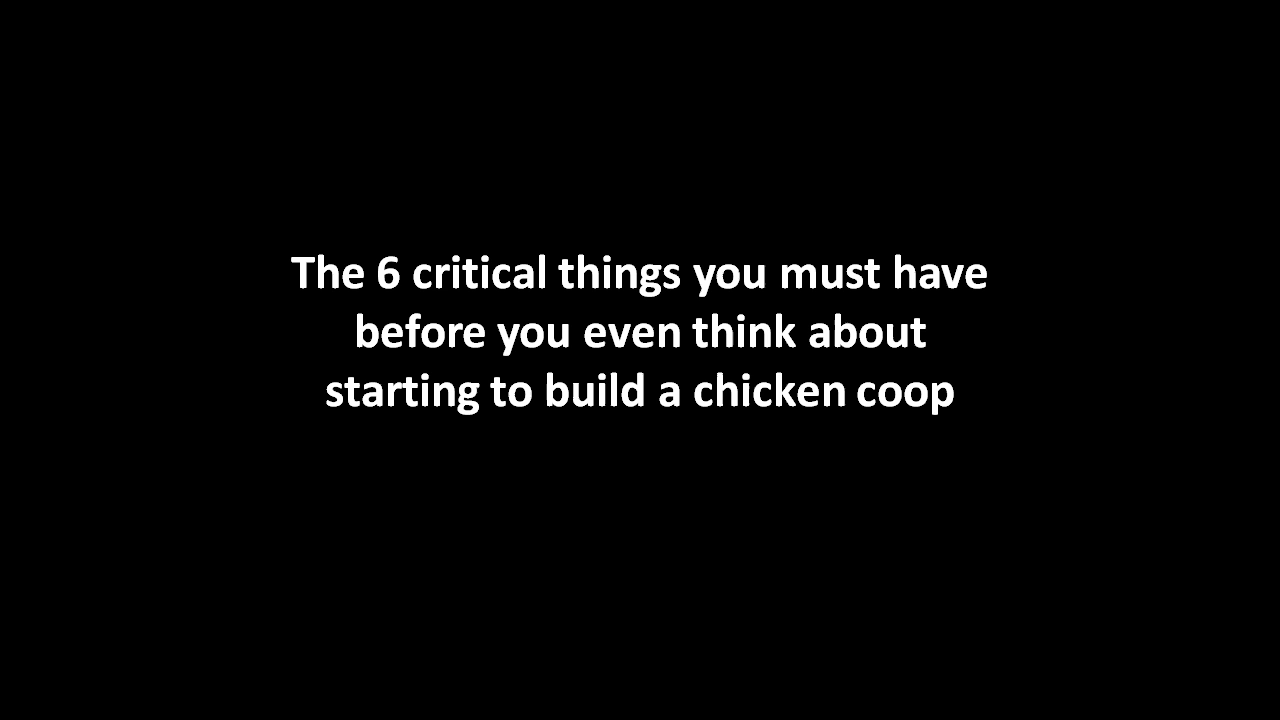 The 6 critical things you must have
before you even think about
starting to build a chicken coop